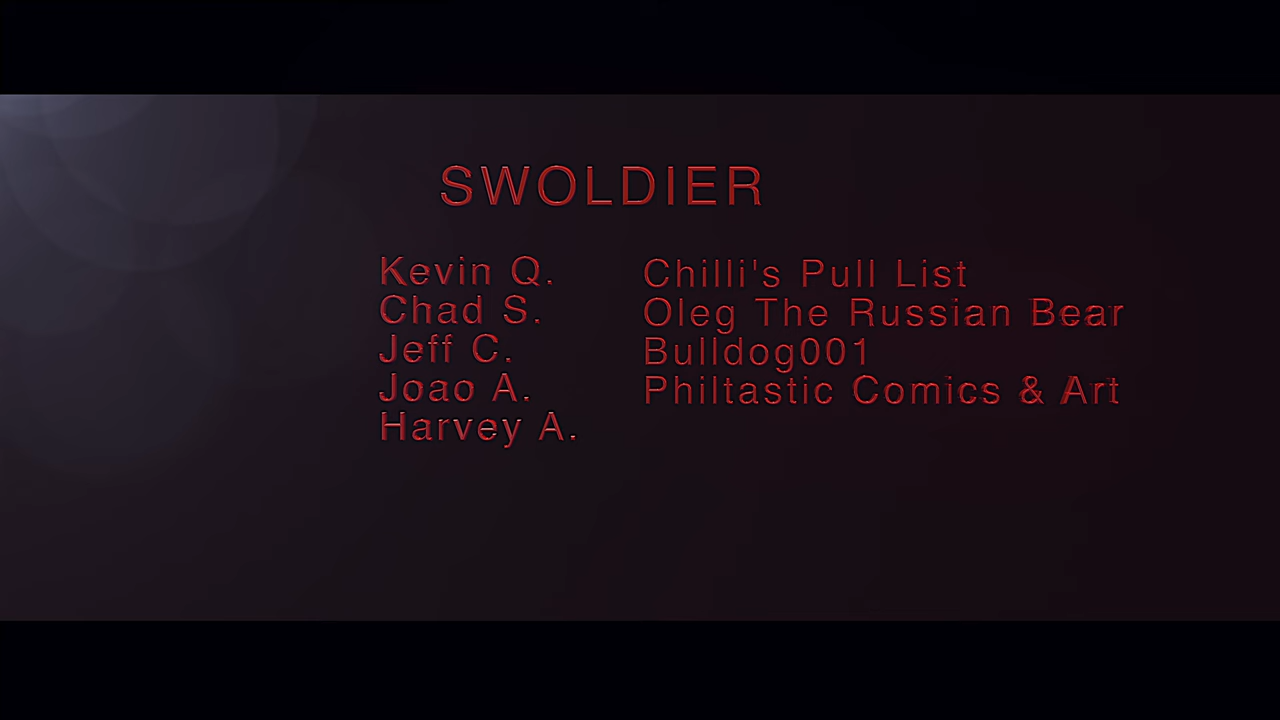 SWOLDIER
Kevin Q.
Chad S.
Jeff C.
Joao A.
Harvey A.
Chilli's Pull List
Oleg The Russian Bear
Bulldog001
Philtastic Comics & Art